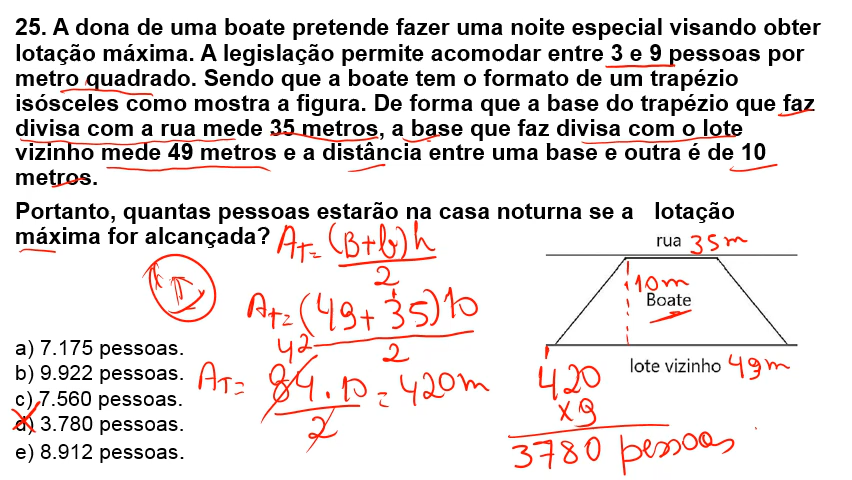 25. A dona de uma boate pretende fazer uma noite especial visando obter
lotação máxima. A legislação permite acomodar entre 3 e 9 pessoas por
metro quadrado. Sendo que a boate tem o formato de um trapézio
isósceles como mostra a figura. De forma que a base do trapézio que faz
divisa com a rua mede 35 metros, a base que faz divisa com o lote
vizinho mede 49 metros e a distância entre uma base e outra é de 10
metros.
Portanto, quantas pessoas estarão na casa noturna se a lotação
máxima for alcançada?
AT= (B+b)h
2
AT= (49+35)10
2
42
AT= 84.10 = 420m
2
a) 7.175 pessoas.
b) 9.922 pessoas.
c) 7.560 pessoas.
d) 3.780 pessoas.
e) 8.912 pessoas.
rua 35m
10m
Boate
lote vizinho 49m
420
x9
3780 pessoas